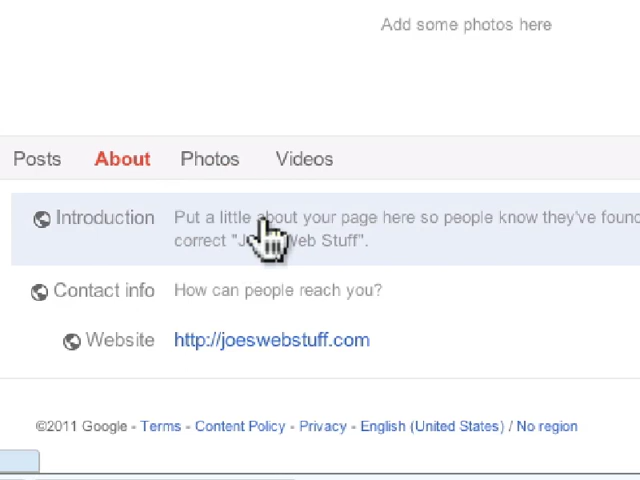 Add some photos here
Posts About Photos Videos
Introduction Put a little about your page here so people know they've found
correct "Web Stuff".
Contact info How can people reach you?
Website http://joeswebstuff.com
©2011 Google - Terms - Content Policy - Privacy - English (United States) / No region